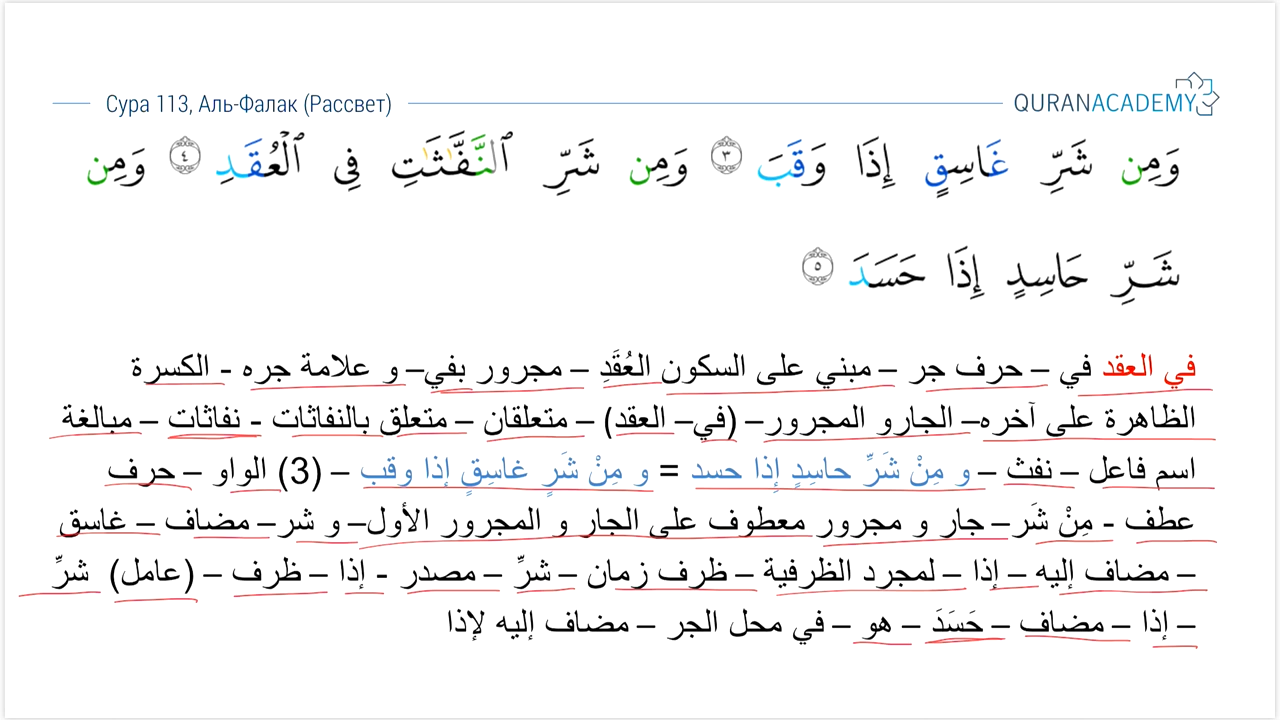 Сура 113, Аль-Фалак (Рассвет)
QURANACADEMY
وَمِن شَرِّ غَاسِقٍ إِذَا وَقَبَ ٣ وَمِن شَرِّ ٱلنَّفَّٰثَٰتِ فِي ٱلْعُقَدِ ٤ وَمِن
شَرِّ حَاسِدٍ إِذَا حَسَدَ ٥
في العقد في – حرف جر – مبني على السكون العُقَدِ – مجرور بفي– و علامة جره - الكسرة
الظاهرة على آخره– الجارو المجرور– (في– العقد) – متعلقان – متعلق بالنفاثات - نفاثات – مبالغة
اسم فاعل – نفث – و مِنْ شَرِّ حاسِدٍ إِذا حسد = و مِنْ شَرٍ غاسِقٍ إذا وقب – (3) الواو – حرف
عطف - مِنْ شَر– جار و مجرور معطوف على الجار و المجرور الأول– و شر– مضاف – غاسق
– مضاف إليه – إذا – لمجرد الظرفية – ظرف زمان – شرِّ – مصدر - إذا – ظرف – (عامل) شرِّ
– إذا – مضاف – حَسَدَ – هو – في محل الجر – مضاف إليه لإذا